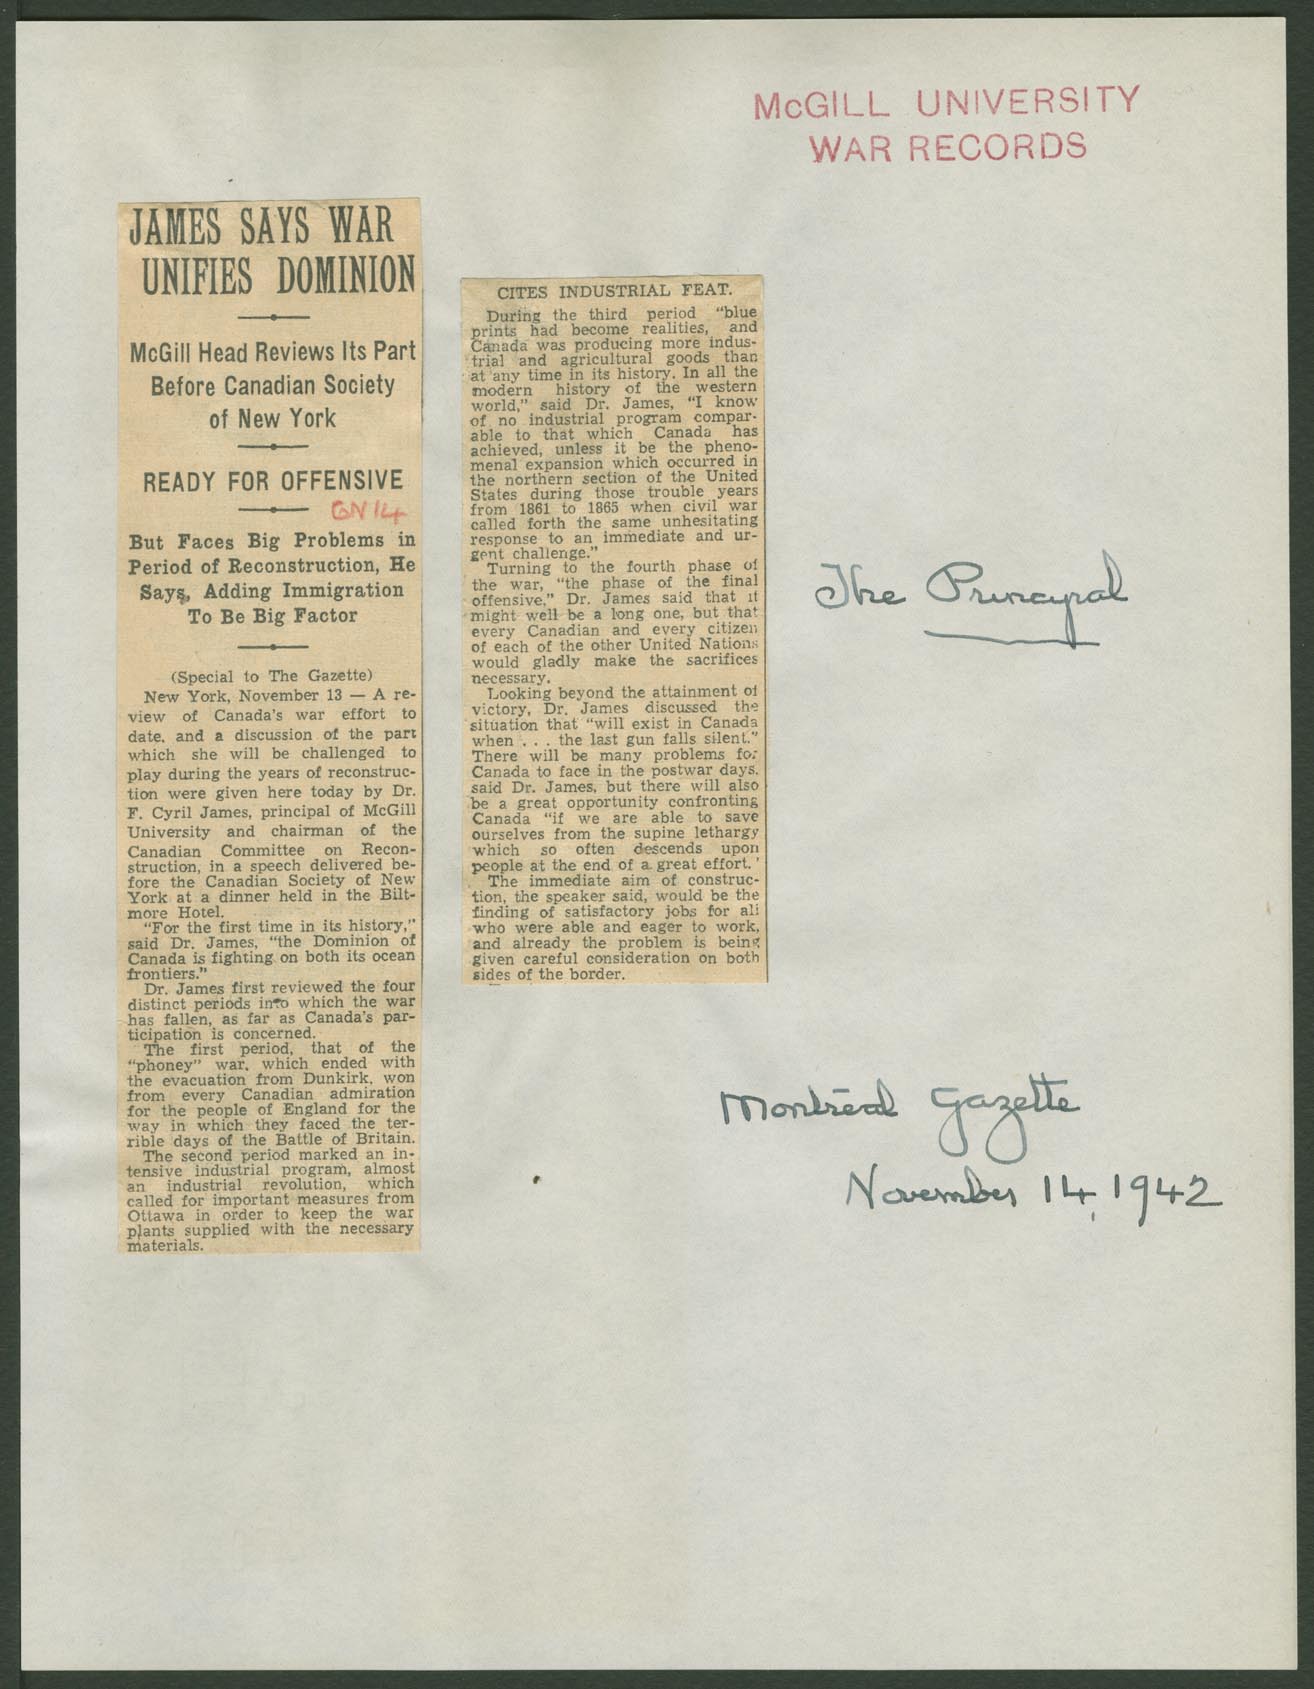 McGILL UNIVERSITY
WAR RECORDS
JAMES SAYS WAR
UNIFIES DOMINION
McGill Head Reviews Its Part
Before Canadian Society
of New York
READY FOR OFFENSIVE
GN 14
But Faces Big Problems in
Period of Reconstruction, He
Says, Adding Immigration
To Be Big Factor
(Special to The Gazette)
New York, November 13 — A re-
view of Canada's war effort to
date, and a discussion of the part
which she will be challenged to
play during the years of reconstruc-
tion were given here today by Dr.
F. Cyril James, principal of McGill
University and chairman of the
Canadian Committee on Recon-
struction, in a speech delivered be-
fore the Canadian Society of New
York at a dinner held in the Bilt-
more Hotel.
"For the first time in its history,"
said Dr. James, "the Dominion of
Canada is fighting on both its ocean
frontiers."
Dr. James first reviewed the four
distinct periods into which the war
has fallen, as far as Canada's par-
ticipation is concerned.
The first period, that of the
"phoney" war, which ended with
the evacuation from Dunkirk, won
from every Canadian admiration
for the people of England for the
way in which they faced the ter-
rible days of the Battle of Britain.
The second period marked an in-
tensive industrial program, almost
an industrial revolution, which
called for important measures from
Ottawa in order to keep the war
plants supplied with the necessary
materials.
CITES INDUSTRIAL FEAT.
During the third period "blue
prints had become realities, and
Canada was producing more indus-
trial and agricultural goods than
at any time in its history. In all the
modern history of the western
world," said Dr. James, "I know
of no industrial program compar-
able to that which Canada has
achieved, unless it be the pheno-
menal expansion which occurred in
the northern section of the United
States during those trouble years
from 1861 to 1865 when civil war
called forth the same unhesitating
response to an immediate and ur-
gent challenge."
Turning to the fourth phase of
the war, "the phase of the final
offensive," Dr. James said that it
might well be a long one, but that
every Canadian and every citizen
of each of the other United Nations
would gladly make the sacrifices
necessary.
Looking beyond the attainment of
victory, Dr. James discussed the
situation that "will exist in Canada
when . . . the last gun falls silent."
There will be many problems for
Canada to face in the postwar days,
said Dr. James, but there will also
be a great opportunity confronting
Canada "if we are able to save
ourselves from the supine lethargy
which so often descends upon
people at the end of a great effort.'
The immediate aim of construc-
tion, the speaker said, would be the
finding of satisfactory jobs for all
who were able and eager to work,
and already the problem is being
given careful consideration on both
sides of the border.
The Principal
Montréal Gazette
November 14, 1942